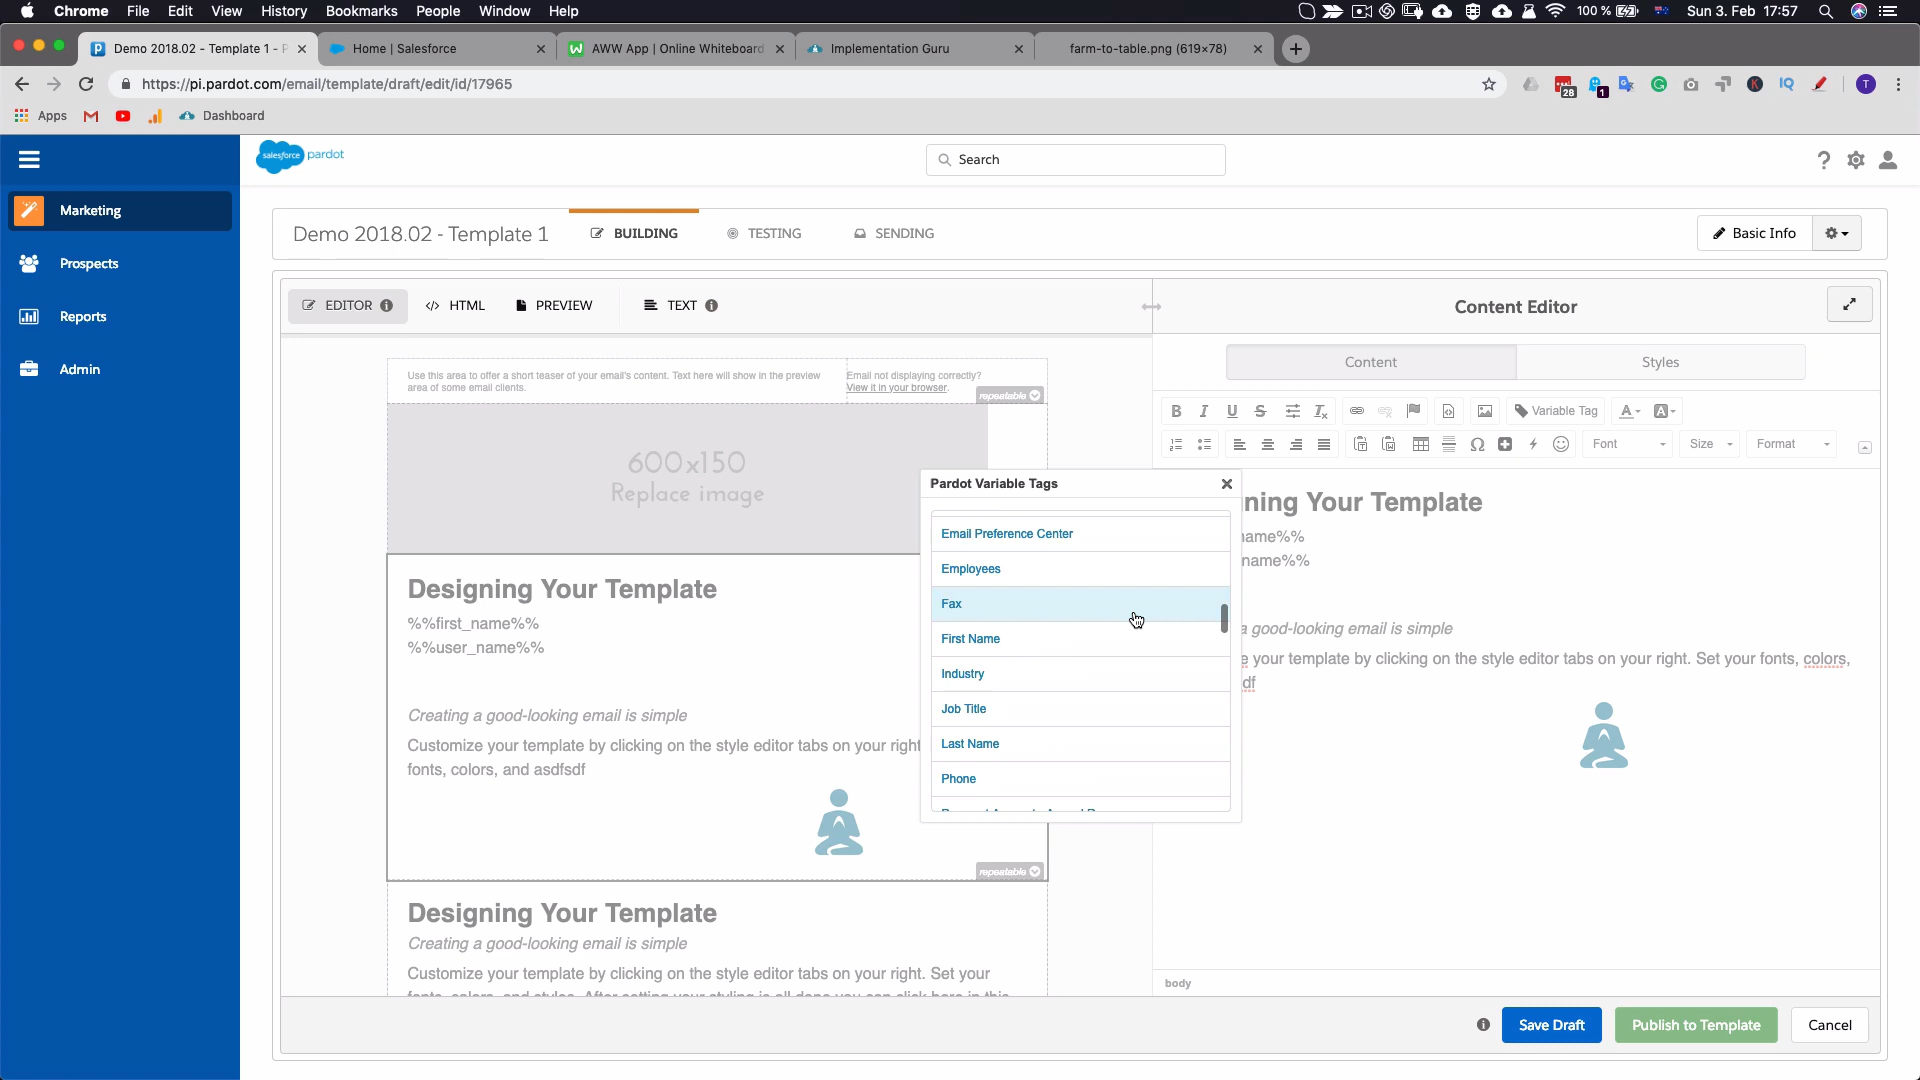 Chrome File Edit View History Bookmarks People Window Help 100 % Sun 3. Feb 17:57
Demo 2018.02 - Template 1 - P Home | Salesforce AWW App | Online Whiteboard Implementation Guru farm-to-table.png (619×78)
https://pi.pardot.com/email/template/draft/edit/id/17965 28 1 T
Apps Dashboard
salesforce pardot
Search
Marketing
Prospects
Reports
Admin
Demo 2018.02 - Template 1 BUILDING TESTING SENDING Basic Info
EDITOR HTML PREVIEW TEXT
Content Editor
Content Styles
Use this area to offer a short teaser of your email's content. Text here will show in the preview
area of some email clients.
Email not displaying correctly?
View it in your browser.
repeatable
600x150
Replace image
Designing Your Template
%%first_name%%
%%user_name%%
Creating a good-looking email is simple
Customize your template by clicking on the style editor tabs on your right
fonts, colors, and asdfsdf
repeatable
Designing Your Template
Creating a good-looking email is simple
Customize your template by clicking on the style editor tabs on your right. Set your
Pardot Variable Tags
Email Preference Center
Employees
Fax
First Name
Industry
Job Title
Last Name
Phone
B I U S Variable Tag A A
Font Size Format
ning Your Template
ame%%
name%%
a good-looking email is simple
e your template by clicking on the style editor tabs on your right. Set your fonts, colors,
df
body
Save Draft Publish to Template Cancel